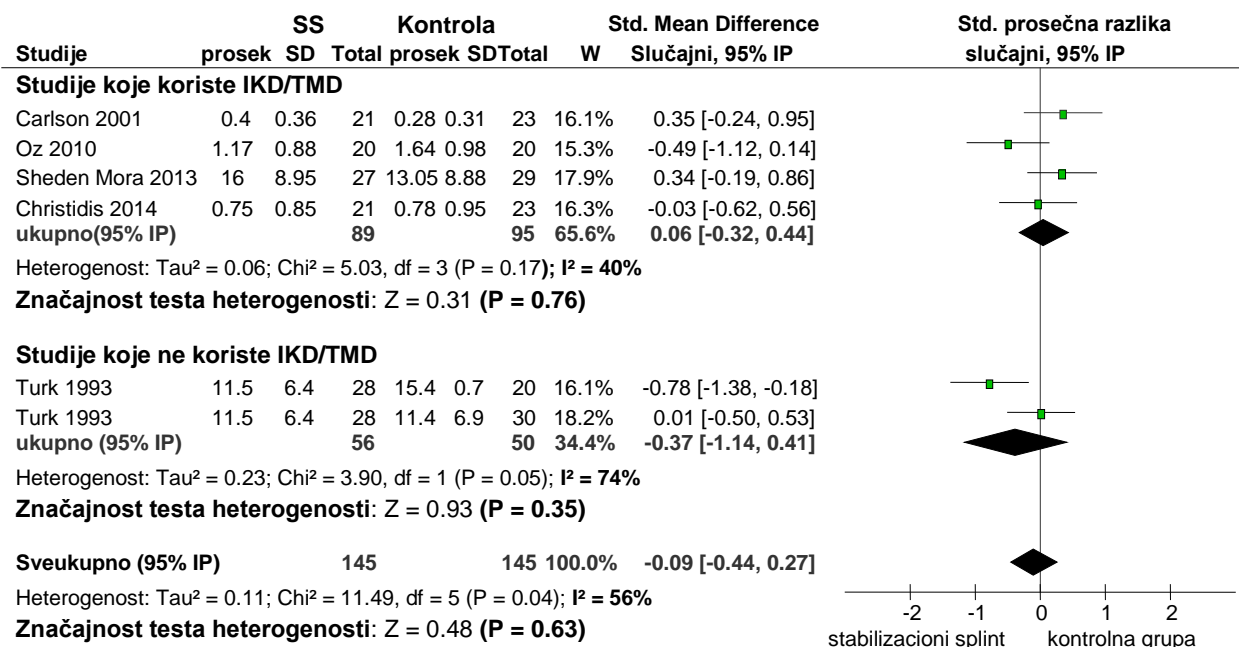 SS Kontrola Std. Mean Difference Std. prosečna razlika
Studije prosek SD Total prosek SDTotal W Slučajni, 95% IP slučajni, 95% IP
Studije koje koriste IKD/TMD
Carlson 2001 0.4 0.36 21 0.28 0.31 23 16.1% 0.35 [-0.24, 0.95]
Oz 2010 1.17 0.88 20 1.64 0.98 20 15.3% -0.49 [-1.12, 0.14]
Sheden Mora 2013 16 8.95 27 13.05 8.88 29 17.9% 0.34 [-0.19, 0.86]
Christidis 2014 0.75 0.85 21 0.78 0.95 23 16.3% -0.03 [-0.62, 0.56]
ukupno(95% IP) 89 95 65.6% 0.06 [-0.32, 0.44]
Heterogenost: Tau² = 0.06; Chi² = 5.03, df = 3 (P = 0.17); I² = 40%
Značajnost testa heterogenosti: Z = 0.31 (P = 0.76)
Studije koje ne koriste IKD/TMD
Turk 1993 11.5 6.4 28 15.4 0.7 20 16.1% -0.78 [-1.38, -0.18]
Turk 1993 11.5 6.4 28 11.4 6.9 30 18.2% 0.01 [-0.50, 0.53]
ukupno (95% IP) 56 50 34.4% -0.37 [-1.14, 0.41]
Heterogenost: Tau² = 0.23; Chi² = 3.90, df = 1 (P = 0.05); I² = 74%
Značajnost testa heterogenosti: Z = 0.93 (P = 0.35)
Sveukupno (95% IP) 145 145 100.0% -0.09 [-0.44, 0.27]
Heterogenost: Tau² = 0.11; Chi² = 11.49, df = 5 (P = 0.04); I² = 56%
Značajnost testa heterogenosti: Z = 0.48 (P = 0.63)
-2 -1 0 1 2
stabilizacioni splint kontrolna grupa